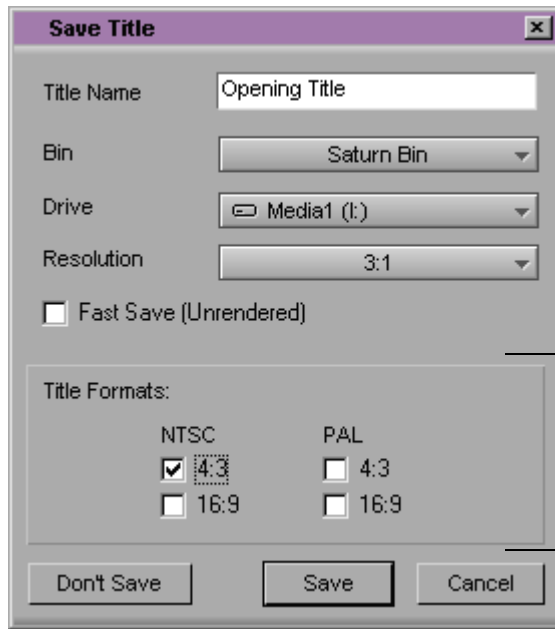 Save Title
Title Name Opening Title
Bin Saturn Bin
Drive Media1 (I:)
Resolution 3:1
Fast Save (Unrendered)
Title Formats:
NTSC PAL
4:3 4:3
16:9 16:9
Don't Save Save Cancel